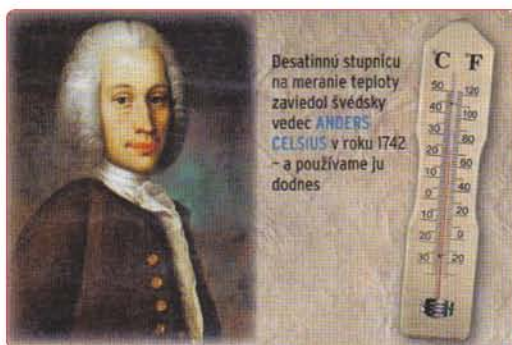 Desatinnú stupnicu
na meranie teploty
zaviedol švédsky
vedec ANDERS
CELSIUS v roku 1742
– a používame ju
dodnes
C F
50
120
40
100
30
80
20
60
10
40
0
20
10
0
20
30
20